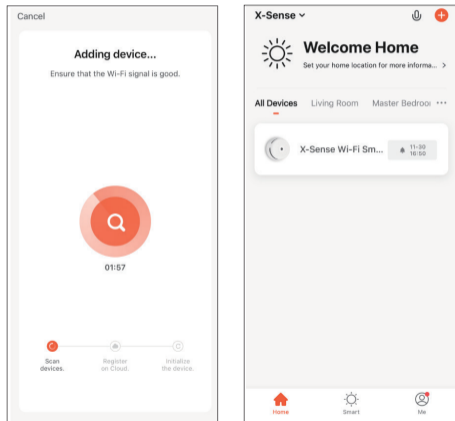 Cancel
Adding device...
Ensure that the Wi-Fi signal is good.
01:57
Scan
devices.
Register
on Cloud.
Initialize
the device.
X-Sense
Welcome Home
Set your home location for more informa...
All Devices Living Room Master Bedroo
X-Sense Wi-Fi Sm...
11-30
16:50
Home Smart Me